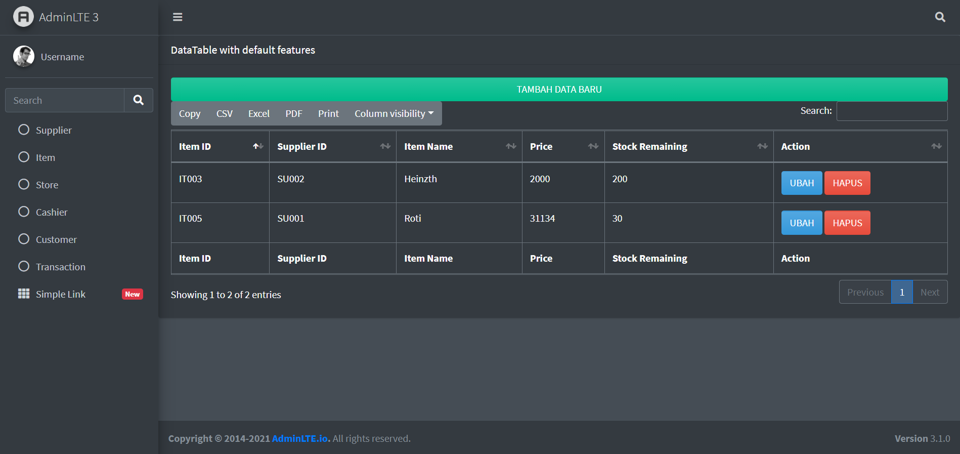 AdminLTE 3
Username
Search
Supplier
Item
Store
Cashier
Customer
Transaction
Simple Link New
DataTable with default features
TAMBAH DATA BARU
Copy CSV Excel PDF Print Column visibility
Search:
Item ID Supplier ID Item Name Price Stock Remaining Action
IT003 SU002 Heinzth 2000 200 UBAH HAPUS
IT005 SU001 Roti 31134 30 UBAH HAPUS
Item ID Supplier ID Item Name Price Stock Remaining Action
Showing 1 to 2 of 2 entries
Previous 1 Next
Copyright © 2014-2021 AdminLTE.io. All rights reserved.
Version 3.1.0